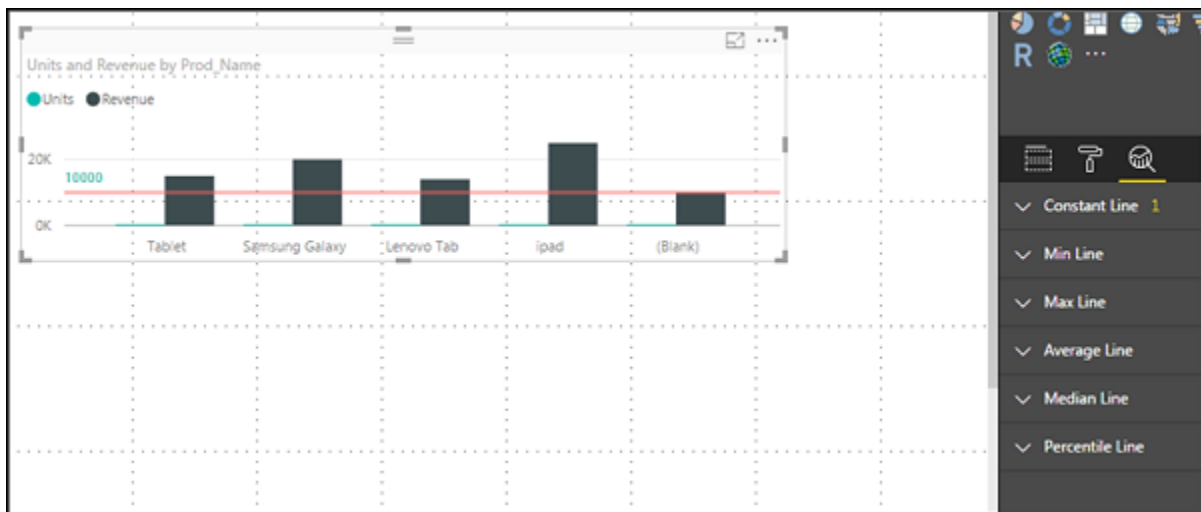 Units and Revenue by Prod_Name
Units Revenue
20K
10000
0K
Tablet Samsung Galaxy Lenovo Tab ipad (Blank)
R
Constant Line 1
Min Line
Max Line
Average Line
Median Line
Percentile Line